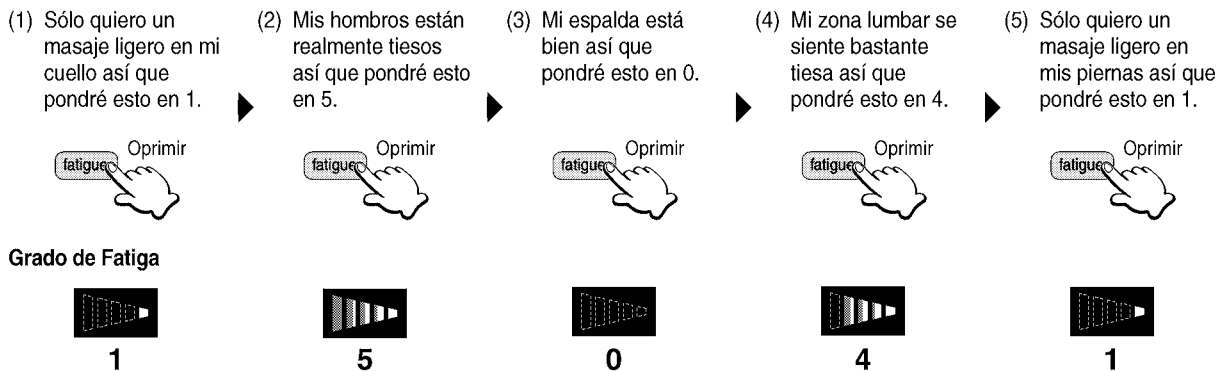 (1) Sólo quiero un
masaje ligero en mi
cuello así que
pondré esto en 1.
(2) Mis hombros están
realmente tiesos
así que pondré esto
en 5.
(3) Mi espalda está
bien así que
pondré esto en 0.
(4) Mi zona lumbar se
siente bastante
tiesa así que
pondré esto en 4.
(5) Sólo quiero un
masaje ligero en
mis piernas así que
pondré esto en 1.
fatigue Oprimir
fatigue Oprimir
fatigue Oprimir
fatigue Oprimir
fatigue Oprimir
Grado de Fatiga
1
5
0
4
1